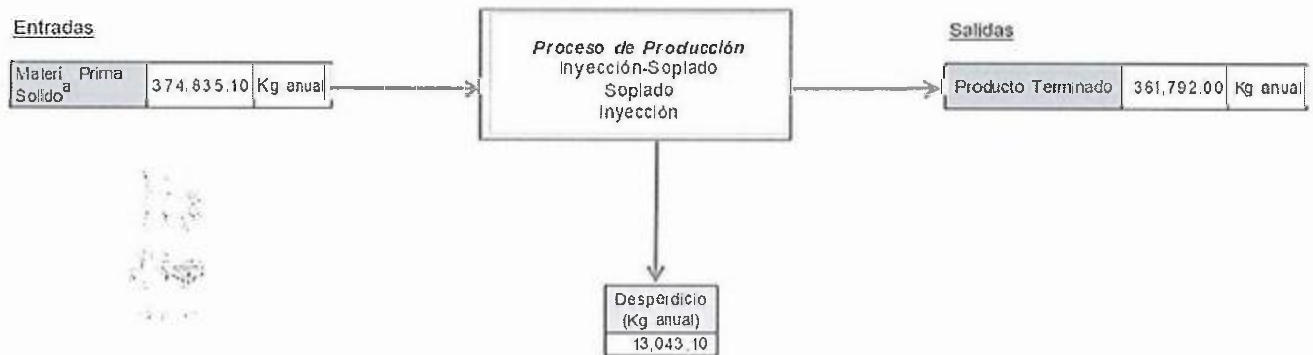 Entradas
Materi Prima
a
Solido
374.835.10 Kg anual
Proceso de Producción
Inyección-Soplado
Soplado
Inyección
Salidas
Producto Terminado 361,792.00 Kg anual
Desperdicio
(Kg anual)
13,043.10